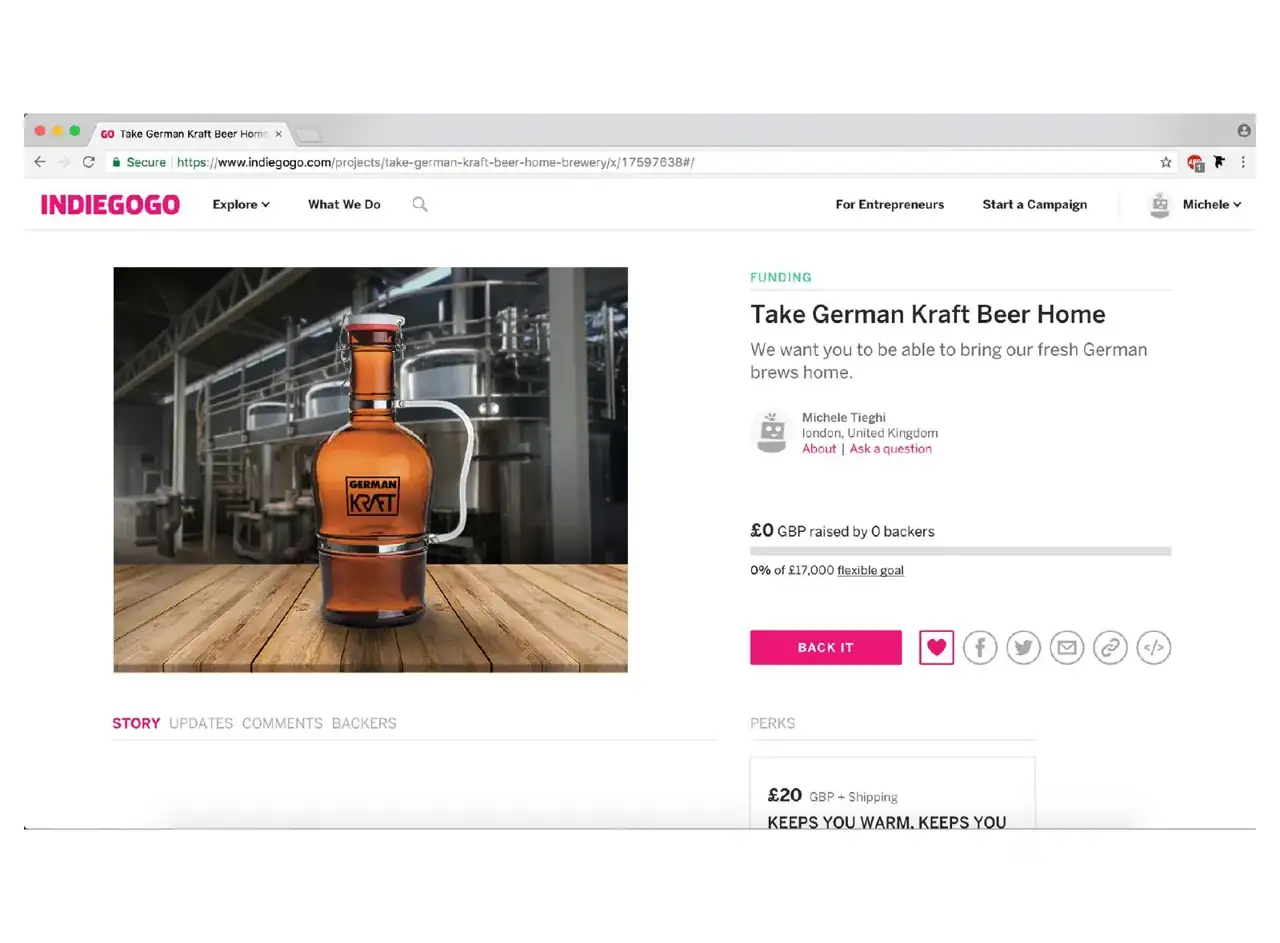 GO Take German Kraft Beer Home
Secure https://www.indiegogo.com/projects/take-german-kraft-beer-home-brewery/x/17597638#/
ABP 1
INDIEGOGO Explore What We Do For Entrepreneurs Start a Campaign Michele
GERMAN
KRAFT
FUNDING
Take German Kraft Beer Home
We want you to be able to bring our fresh German
brews home.
Michele Tieghi
london, United Kingdom
About | Ask a question
£0 GBP raised by 0 backers
0% of £17,000 flexible goal
BACK IT
STORY UPDATES COMMENTS BACKERS
PERKS
£20 GBP + Shipping
KEEPS YOU WARM, KEEPS YOU